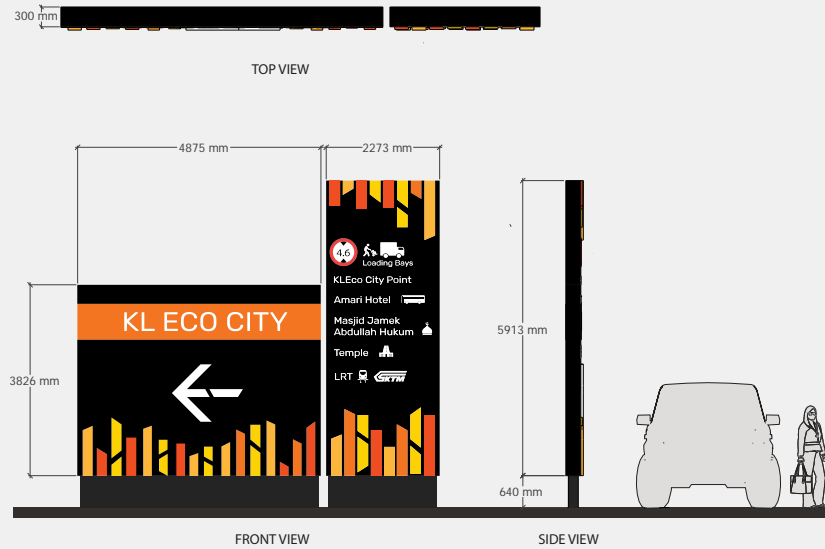 300 mm
TOP VIEW
4875 mm
2273 mm
4.6
Loading Bays
KLEco City Point
Amari Hotel
Masjid Jamek
Abdullah Hukum
Temple
LRT
KTM
KL ECO CITY
3826 mm
5913 mm
640 mm
FRONT VIEW
SIDE VIEW